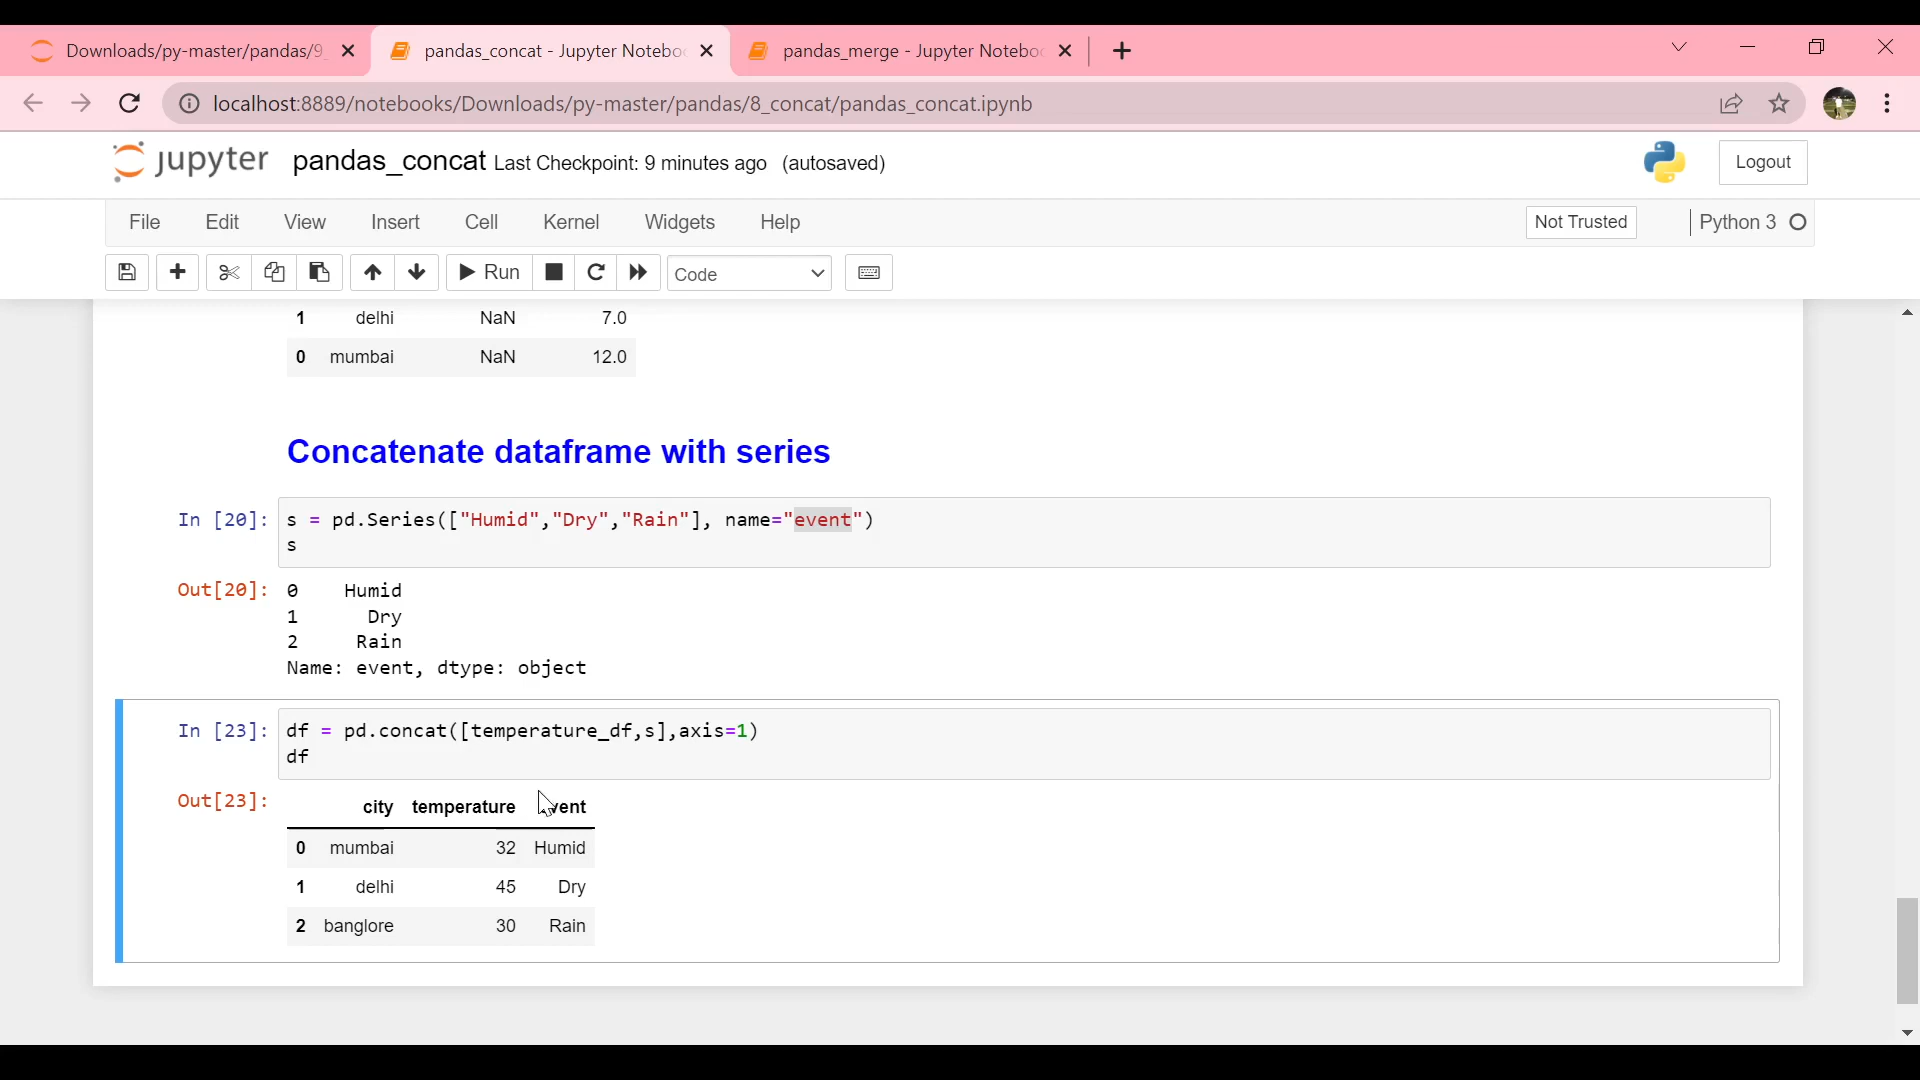 Downloads/py-master/pandas/9_
pandas_concat - Jupyter Notebo
pandas_merge - Jupyter Notebo
localhost:8889/notebooks/Downloads/py-master/pandas/8_concat/pandas_concat.ipynb
jupyter pandas_concat Last Checkpoint: 9 minutes ago (autosaved)
Logout
File Edit View Insert Cell Kernel Widgets Help
Not Trusted
Python 3
Run
Code
1 delhi NaN 7.0
0 mumbai NaN 12.0
Concatenate dataframe with series
In [20]: s = pd.Series(["Humid","Dry","Rain"], name="event")
s
Out[20]: 0 Humid
1 Dry
2 Rain
Name: event, dtype: object
In [23]: df = pd.concat([temperature_df,s],axis=1)
df
Out[23]: city temperature event
0 mumbai 32 Humid
1 delhi 45 Dry
2 banglore 30 Rain